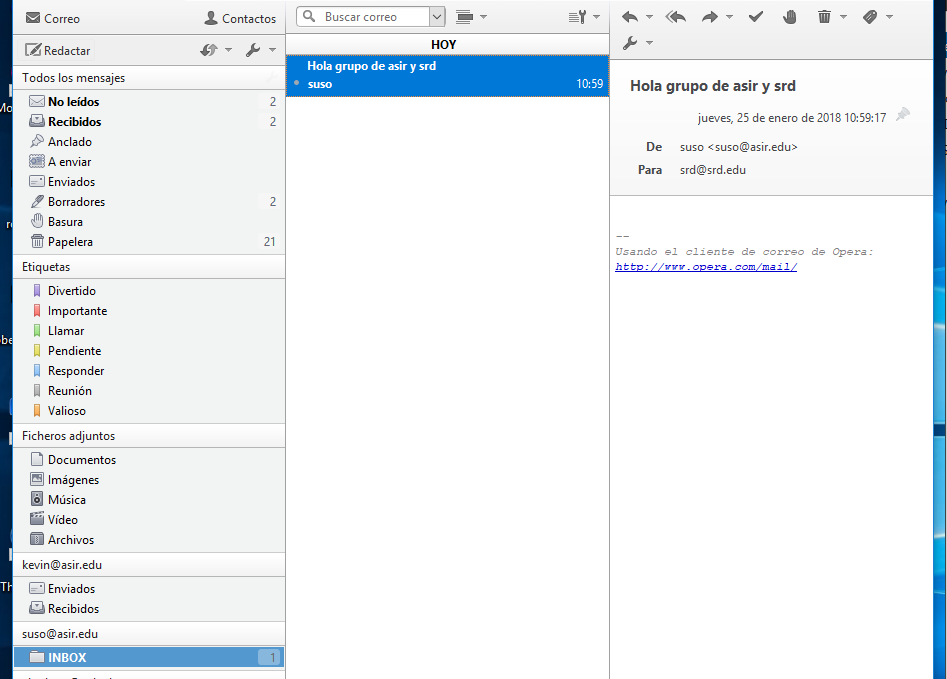 Correo
Contactos
Redactar
Todos los mensajes
No leídos 2
Recibidos 2
Anclado
A enviar
Enviados
Borradores 2
Basura
Papelera 21
Etiquetas
Divertido
Importante
Llamar
Pendiente
Responder
Reunión
Valioso
Ficheros adjuntos
Documentos
Imágenes
Música
Vídeo
Archivos
kevin@asir.edu
Enviados
Recibidos
suso@asir.edu
INBOX 1
Buscar correo
HOY
Hola grupo de asir y srd
suso 10:59
Hola grupo de asir y srd
jueves, 25 de enero de 2018 10:59:17
De suso <suso@asir.edu>
Para srd@srd.edu
--
Usando el cliente de correo de Opera:
http://www.opera.com/mail/